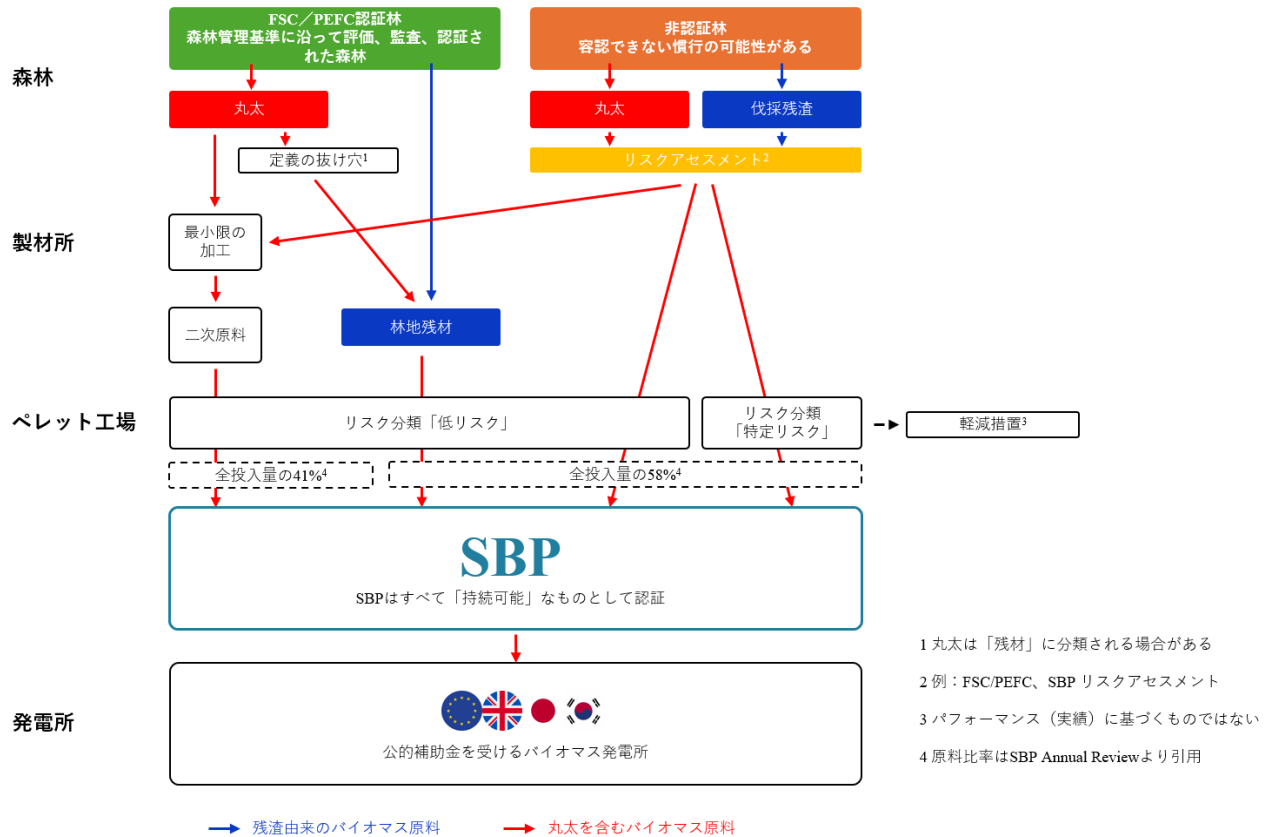 FSC／PEFC認証林
森林管理基準に沿って評価、監査、認証さ
れた森林
非認証林
容認できない慣行の可能性がある
森林
丸太
丸太
伐採残渣
定義の抜け穴1
リスクアセスメント2
製材所
最小限の
加工
二次原料
林地残材
ペレット工場
リスク分類「低リスク」
リスク分類
「特定リスク」
軽減措置3
全投入量の41%4
全投入量の58%4
SBP
SBPはすべて「持続可能」なものとして認証
発電所
公的補助金を受けるバイオマス発電所
1 丸太は「残材」に分類される場合がある
2 例：FSC/PEFC、SBP リスクアセスメント
3 パフォーマンス（実績）に基づくものではない
4 原料比率はSBP Annual Reviewより引用
残渣由来のバイオマス原料
丸太を含むバイオマス原料